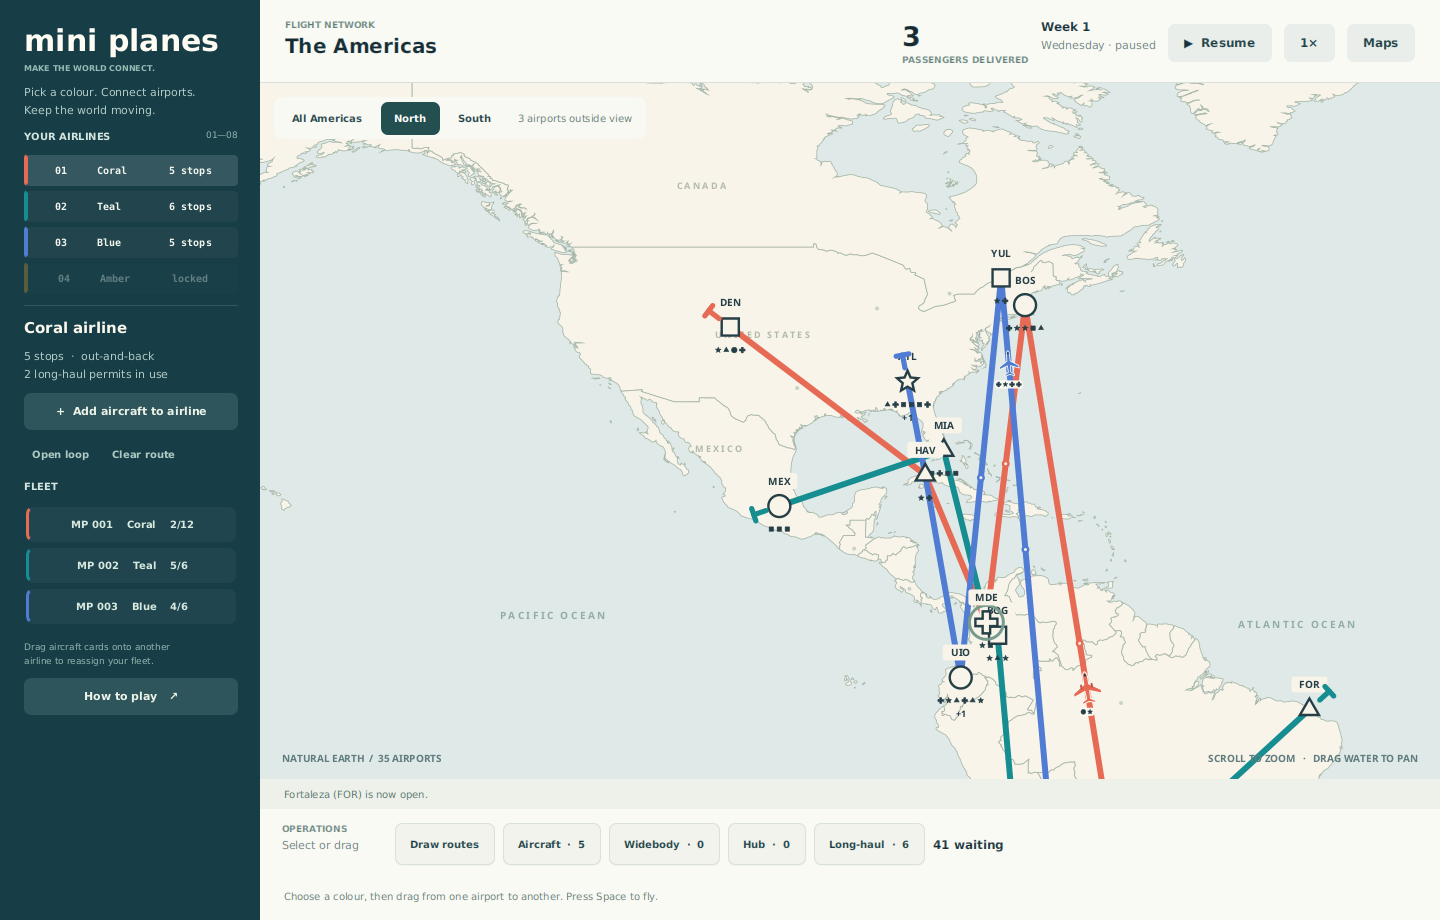 mini planes
MAKE THE WORLD CONNECT.
Pick a colour. Connect airports.
Keep the world moving.
YOUR AIRLINES 01—08
01 Coral 5 stops
02 Teal 6 stops
03 Blue 5 stops
04 Amber locked
Coral airline
5 stops · out-and-back
2 long-haul permits in use
+ Add aircraft to airline
Open loop Clear route
FLEET
MP 001 Coral 2/12
MP 002 Teal 5/6
MP 003 Blue 4/6
Drag aircraft cards onto another
airline to reassign your fleet.
How to play ↗
FLIGHT NETWORK
The Americas
3
PASSENGERS DELIVERED
Week 1
Wednesday · paused
▶ Resume
1×
Maps
All Americas North South 3 airports outside view
CANADA
YUL
BOS
DEN
STATES
MIA
HAV
+1
MEXICO
MEX
MDE
BOG
UIO
+1
PACIFIC OCEAN
ATLANTIC OCEAN
FOR
NATURAL EARTH / 35 AIRPORTS
SCROLL TO ZOOM · DRAG WATER TO PAN
Fortaleza (FOR) is now open.
OPERATIONS
Select or drag
Draw routes
Aircraft · 5
Widebody · 0
Hub · 0
Long-haul · 6
41 waiting
Choose a colour, then drag from one airport to another. Press Space to fly.